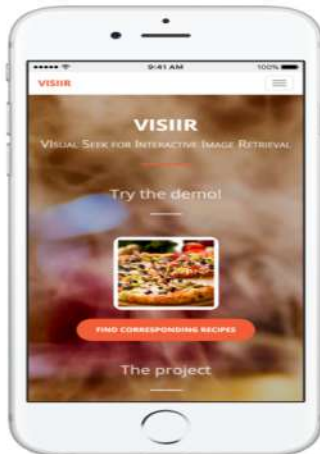 9:41 AM 100%
VISIIR
VISIIR
VISUAL SEEK FOR INTERACTIVE IMAGE RETRIEVAL
Try the demo!
FIND CORRESPONDING RECIPES
The project